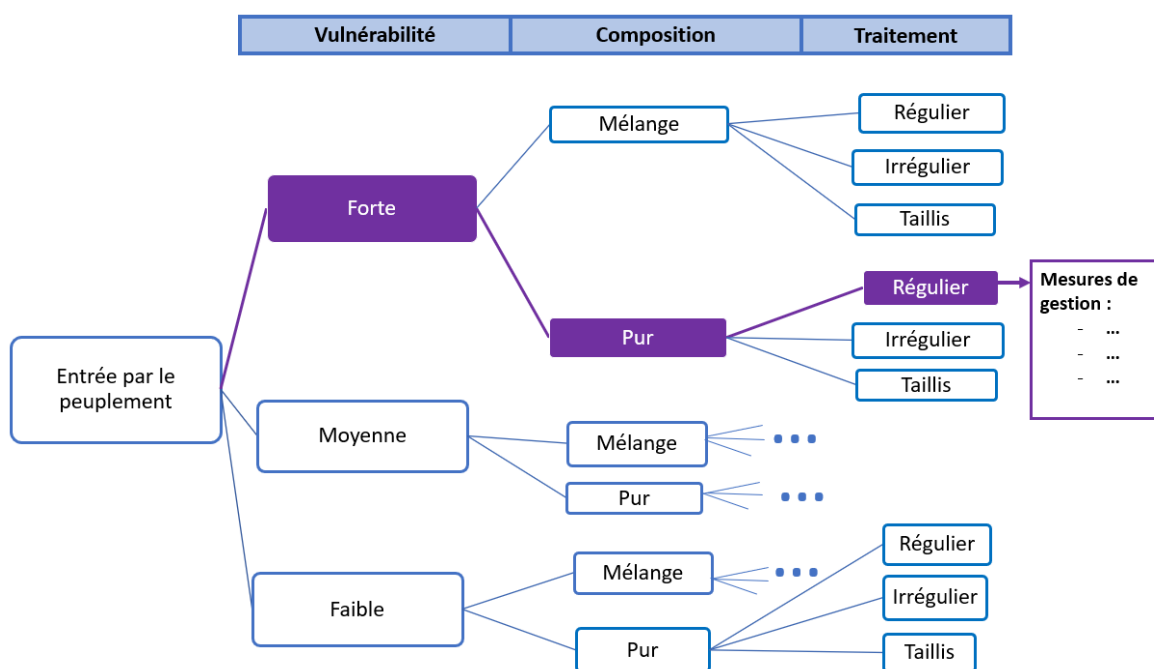 Vulnérabilité Composition Traitement
Mélange
Régulier
Irrégulier
Taillis
Forte
Pur
Régulier
Irrégulier
Taillis
Mesures de
gestion :
- ...
- ...
- ...
Entrée par le
peuplement
Moyenne
Mélange
...
Pur
...
Faible
Mélange
...
Pur
Régulier
Irrégulier
Taillis